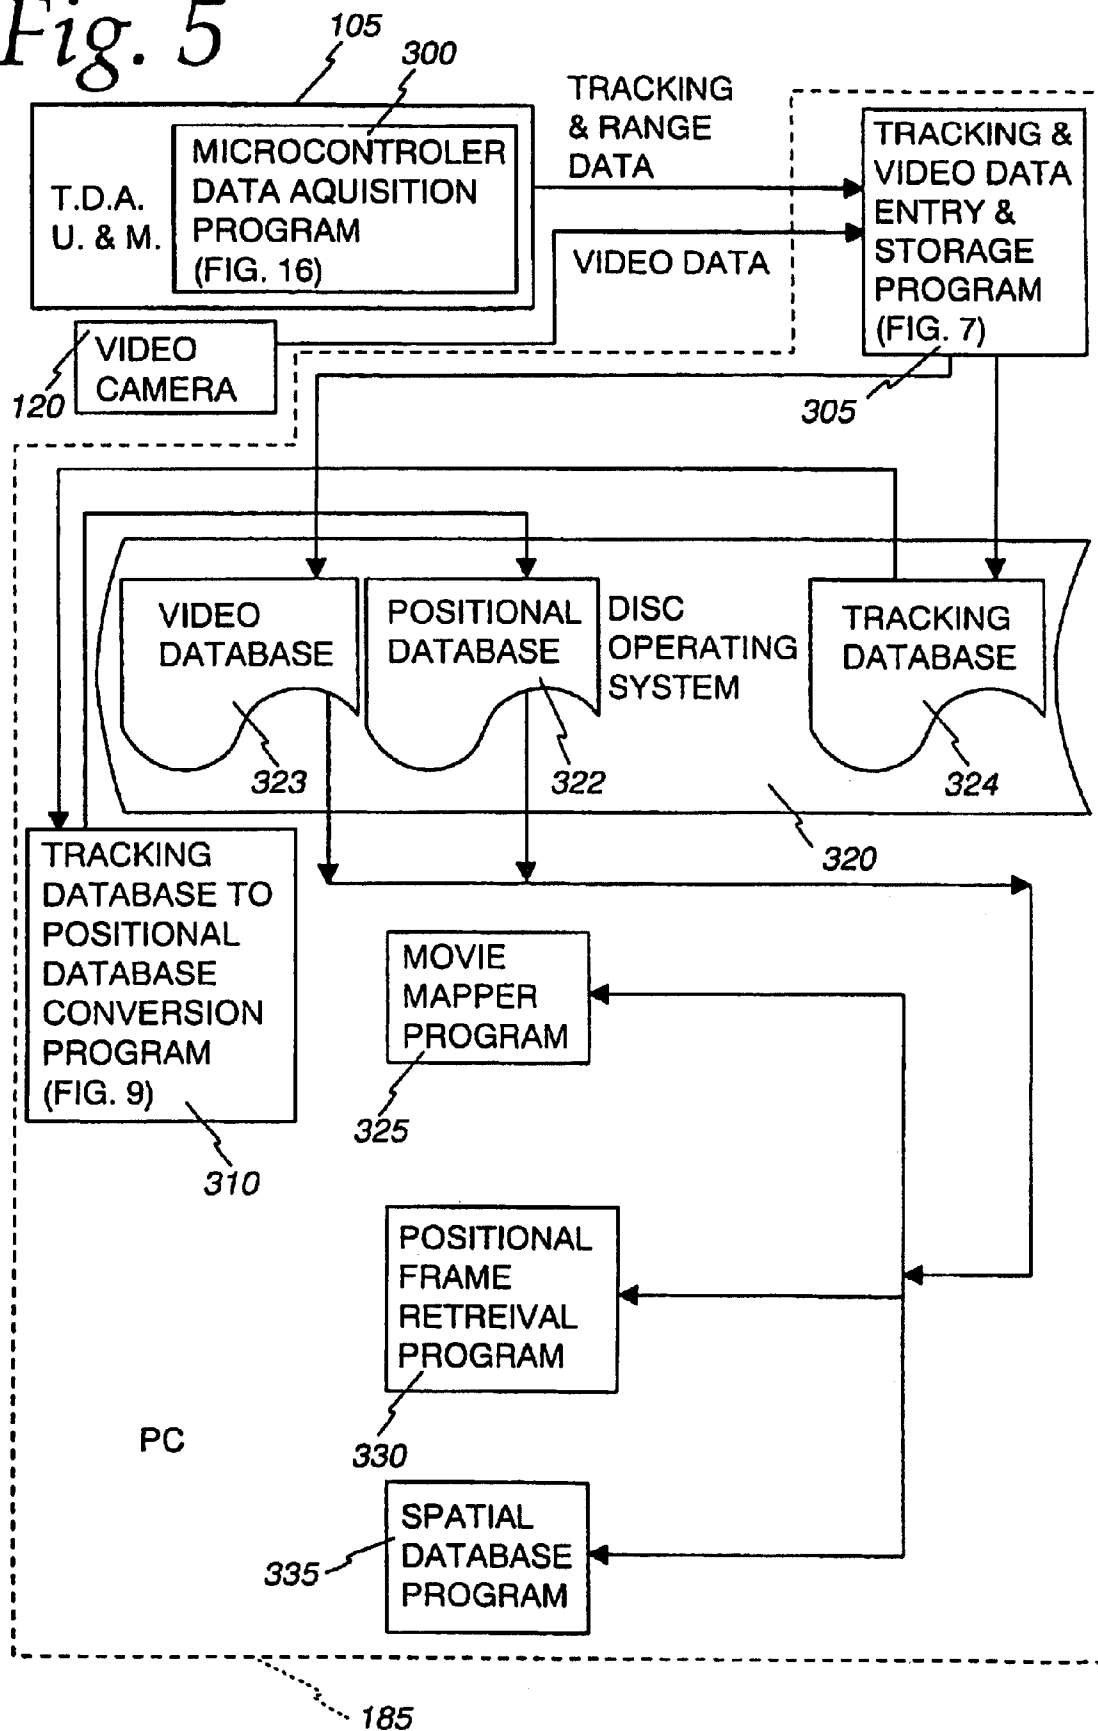 Fig. 5
105
300
T.D.A.
U. & M.
MICROCONTROLER
DATA AQUISITION
PROGRAM
(FIG. 16)
TRACKING
& RANGE
DATA
VIDEO DATA
TRACKING &
VIDEO DATA
ENTRY &
STORAGE
PROGRAM
(FIG. 7)
305
VIDEO
CAMERA
120
VIDEO
DATABASE
323
POSITIONAL
DATABASE
322
DISC
OPERATING
SYSTEM
TRACKING
DATABASE
324
320
TRACKING
DATABASE TO
POSITIONAL
DATABASE
CONVERSION
PROGRAM
(FIG. 9)
310
MOVIE
MAPPER
PROGRAM
325
POSITIONAL
FRAME
RETREIVAL
PROGRAM
330
PC
SPATIAL
DATABASE
PROGRAM
335
185